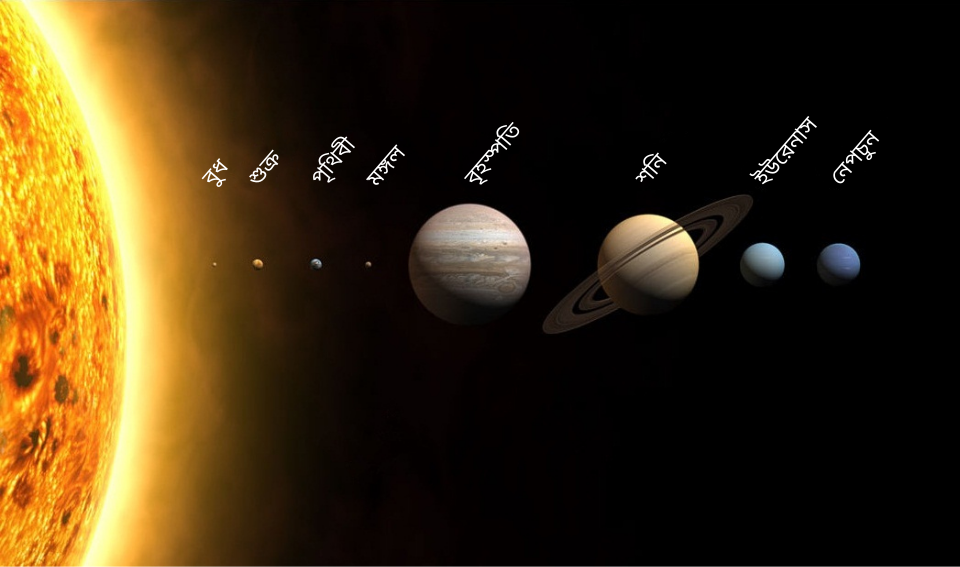 বুধ
শুক্র
পৃথিবী
মঙ্গল
বৃহস্পতি
শনি
ইউরেনাস
নেপচুন